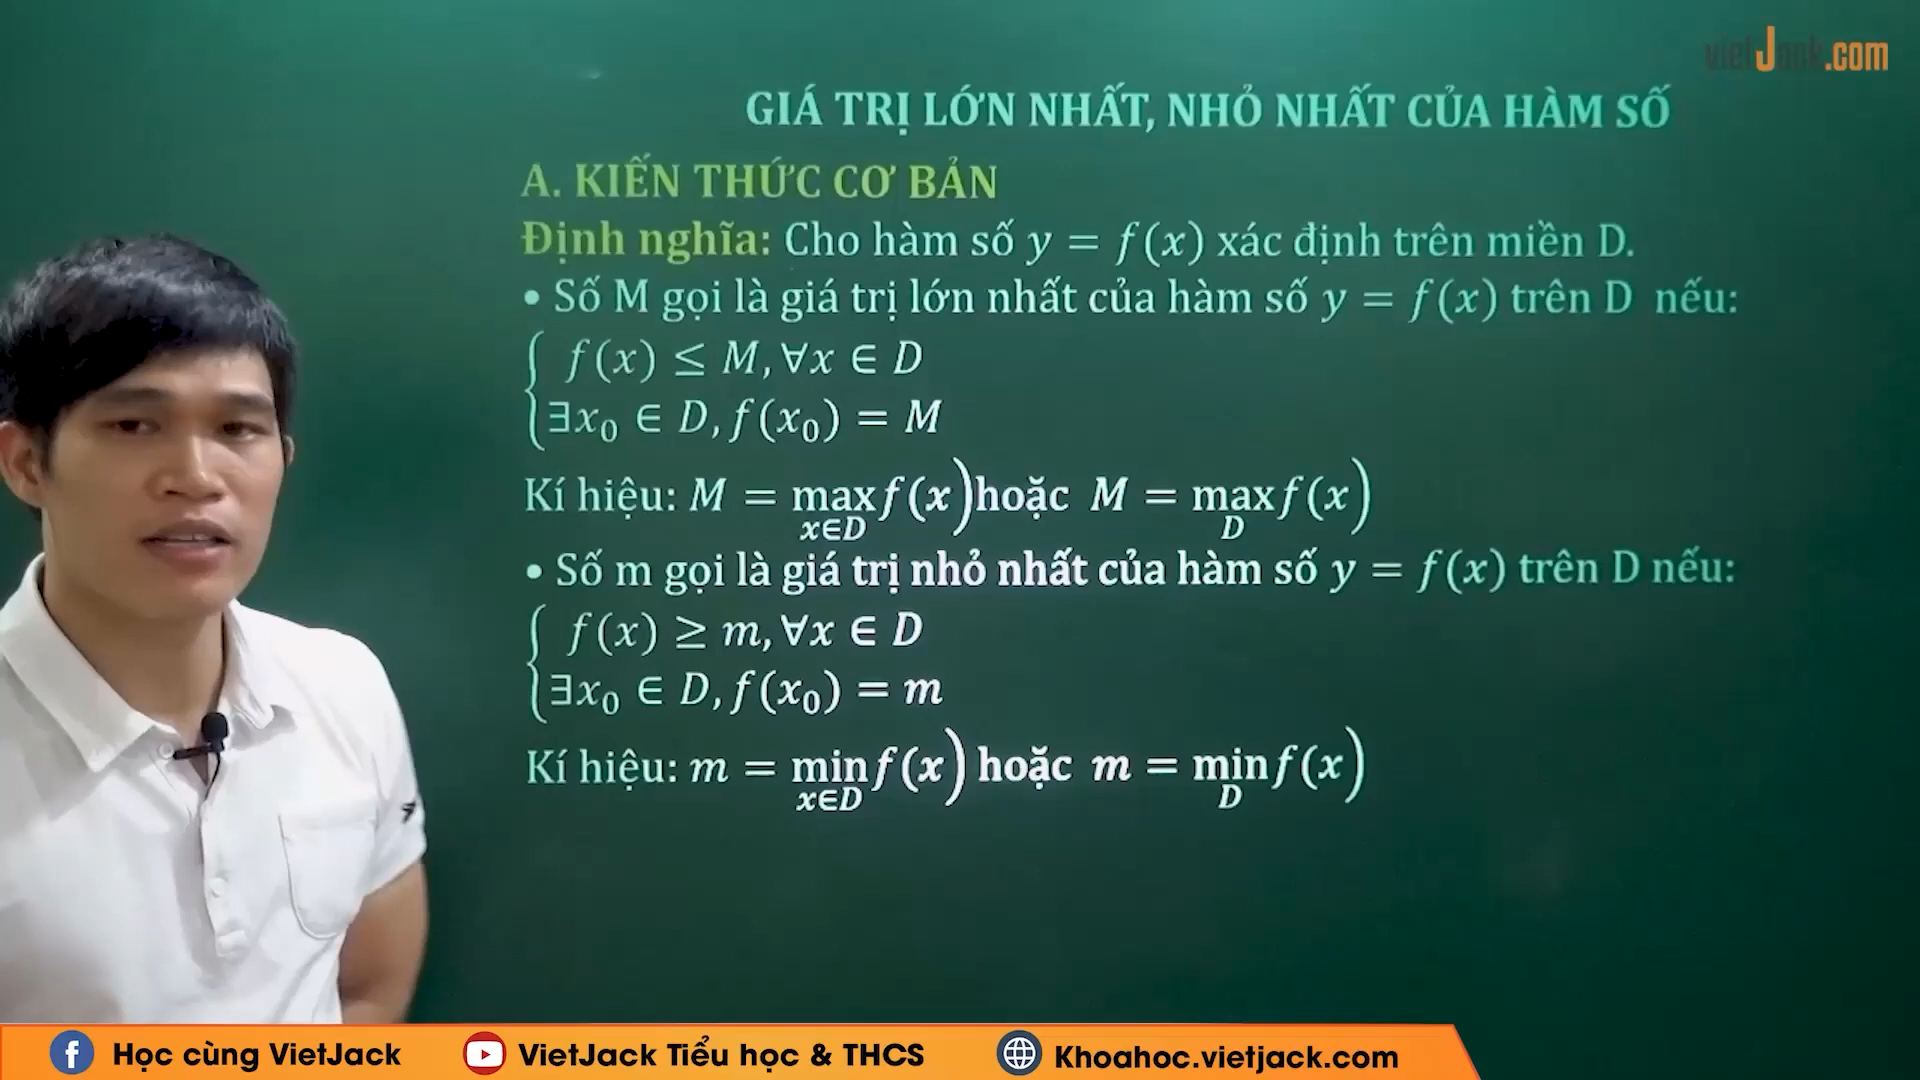 vietJack.com
GIÁ TRỊ LỚN NHẤT, NHỎ NHẤT CỦA HÀM SỐ
A. KIẾN THỨC CƠ BẢN
Định nghĩa: Cho hàm số y = f(x) xác định trên miền D.
• Số M gọi là giá trị lớn nhất của hàm số y = f(x) trên D nếu:
{ f(x) ≤ M, ∀x ∈ D
∃x₀ ∈ D, f(x₀) = M
Kí hiệu: M = max f(x) hoặc M = max f(x)
x∈D D
• Số m gọi là giá trị nhỏ nhất của hàm số y = f(x) trên D nếu:
{ f(x) ≥ m, ∀x ∈ D
∃x₀ ∈ D, f(x₀) = m
Kí hiệu: m = min f(x) hoặc m = min f(x)
x∈D D
Học cùng VietJack VietJack Tiểu học & THCS Khoahoc.vietjack.com